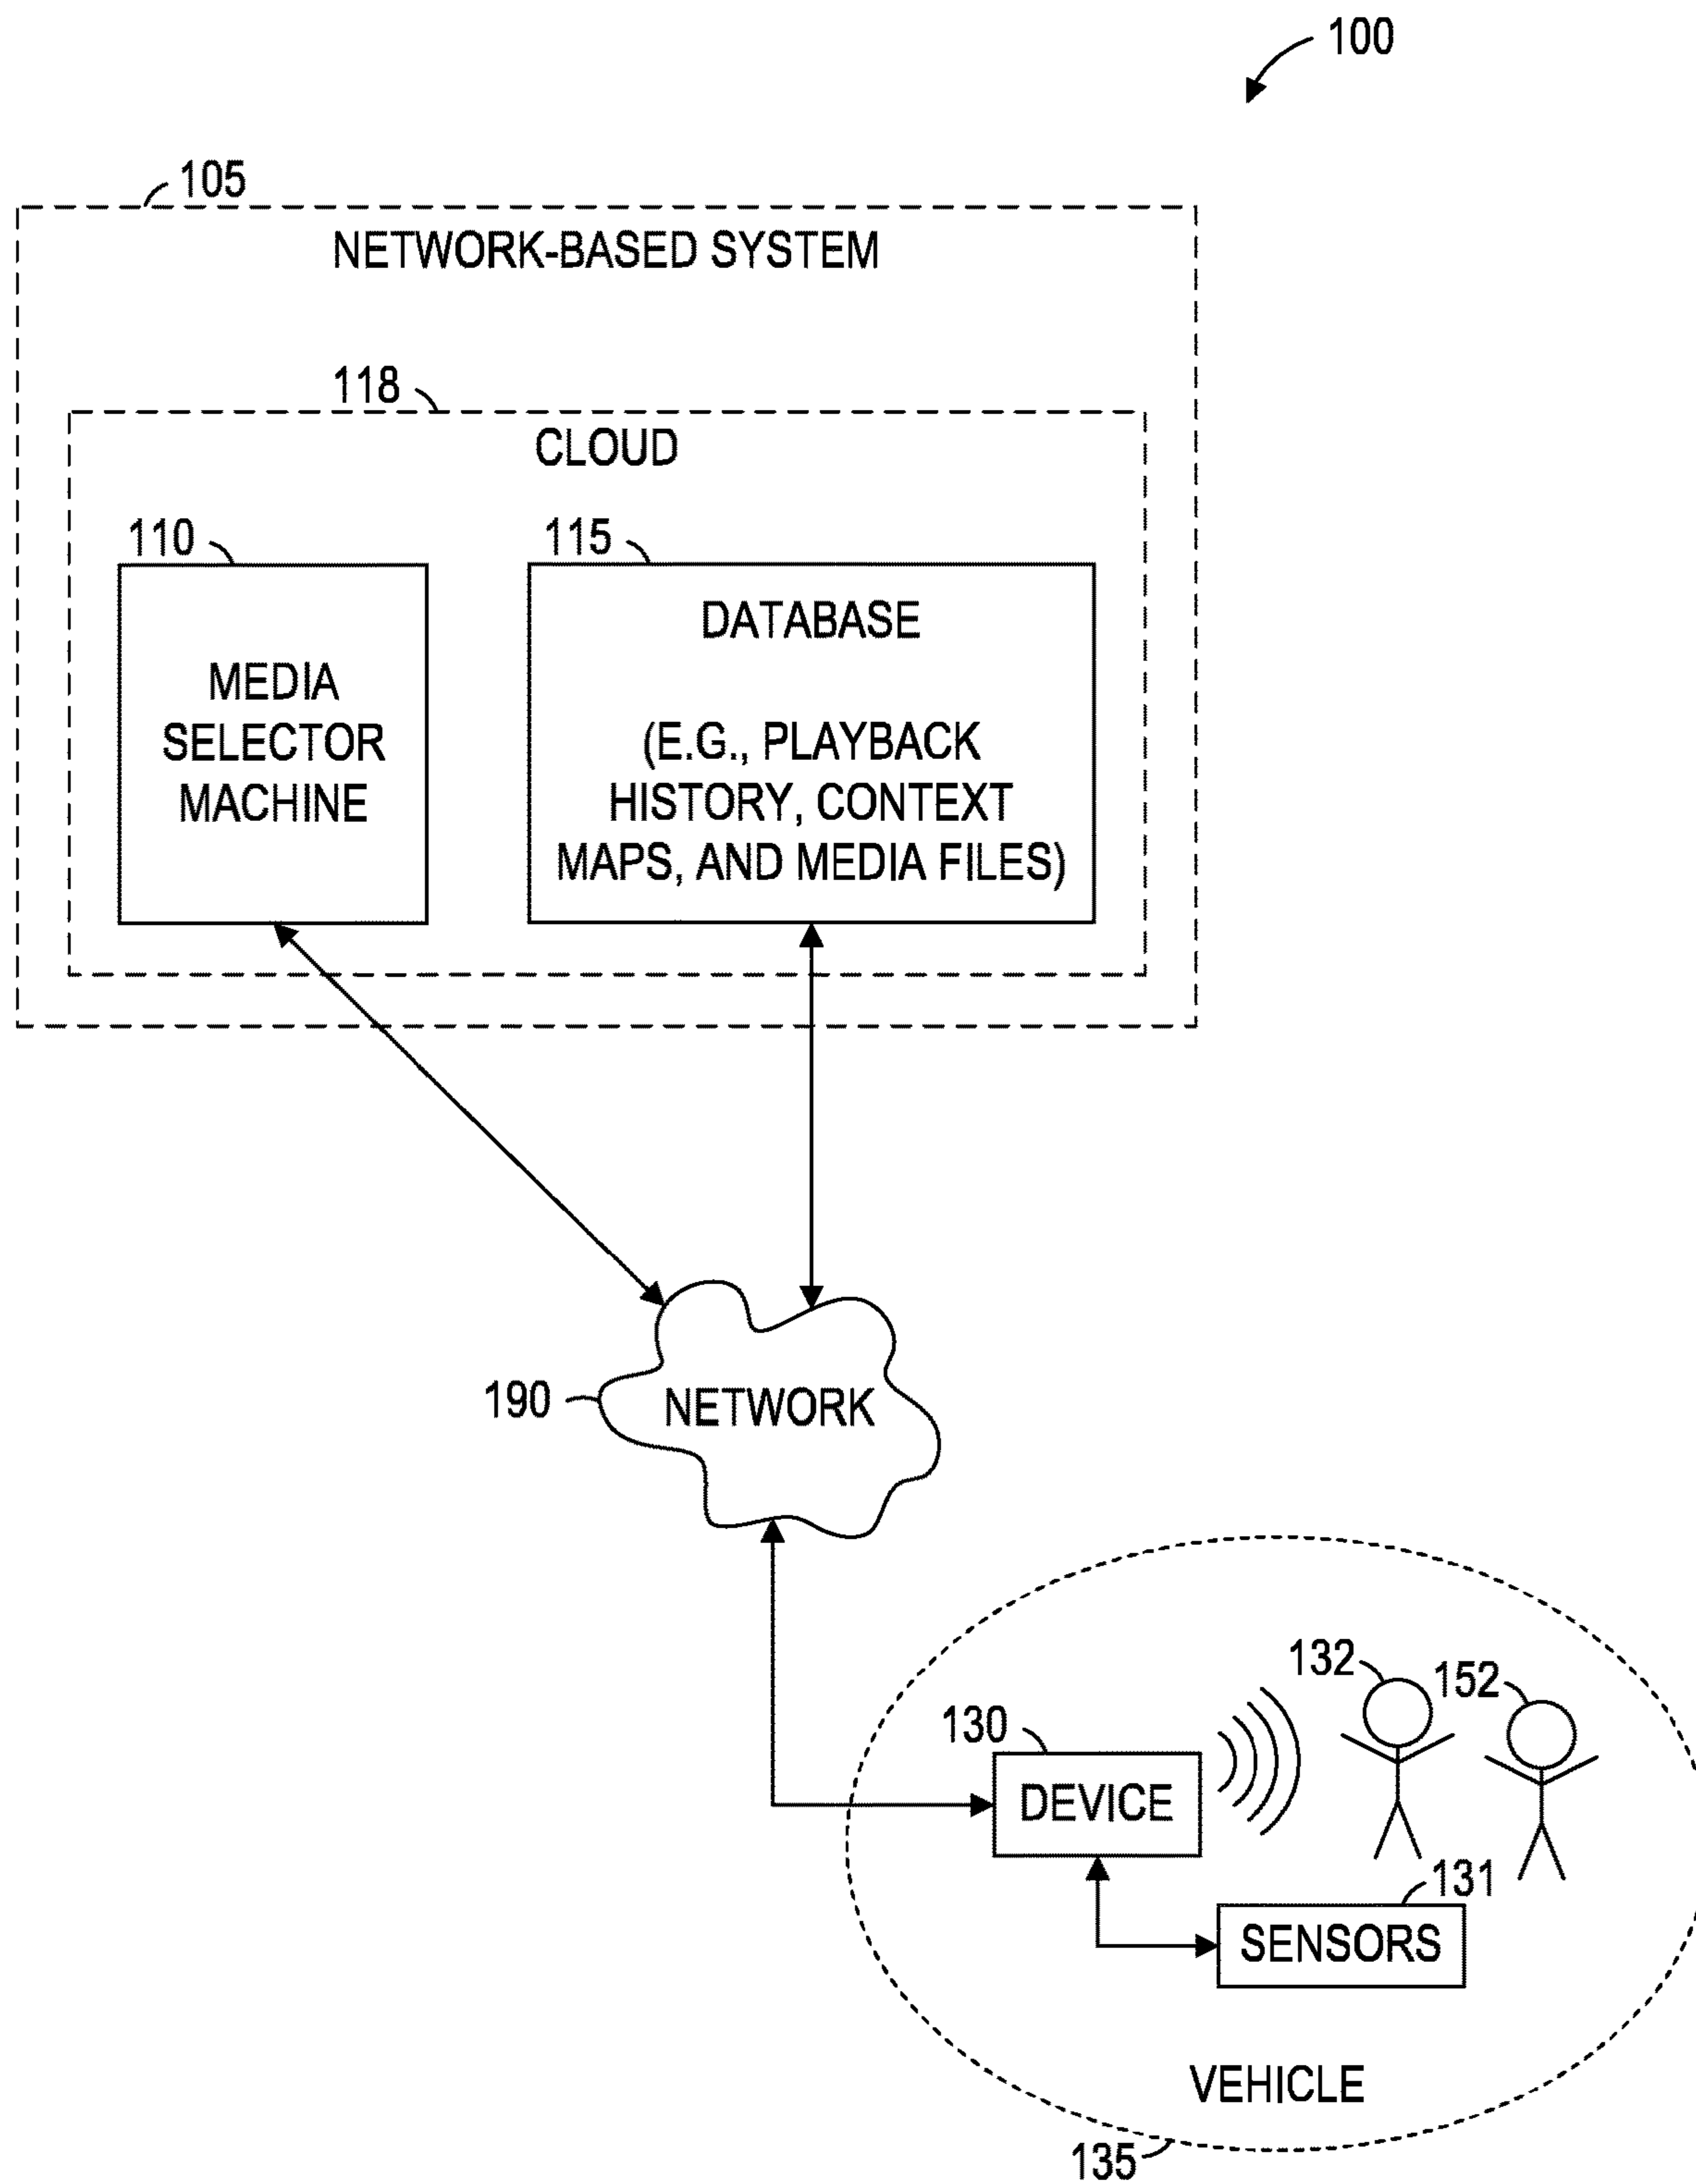 100
105
NETWORK-BASED SYSTEM
118
CLOUD
110
115
MEDIA
SELECTOR
MACHINE
DATABASE
(E.G., PLAYBACK
HISTORY, CONTEXT
MAPS, AND MEDIA FILES)
190
NETWORK
132
152
130
DEVICE
131
SENSORS
VEHICLE
135